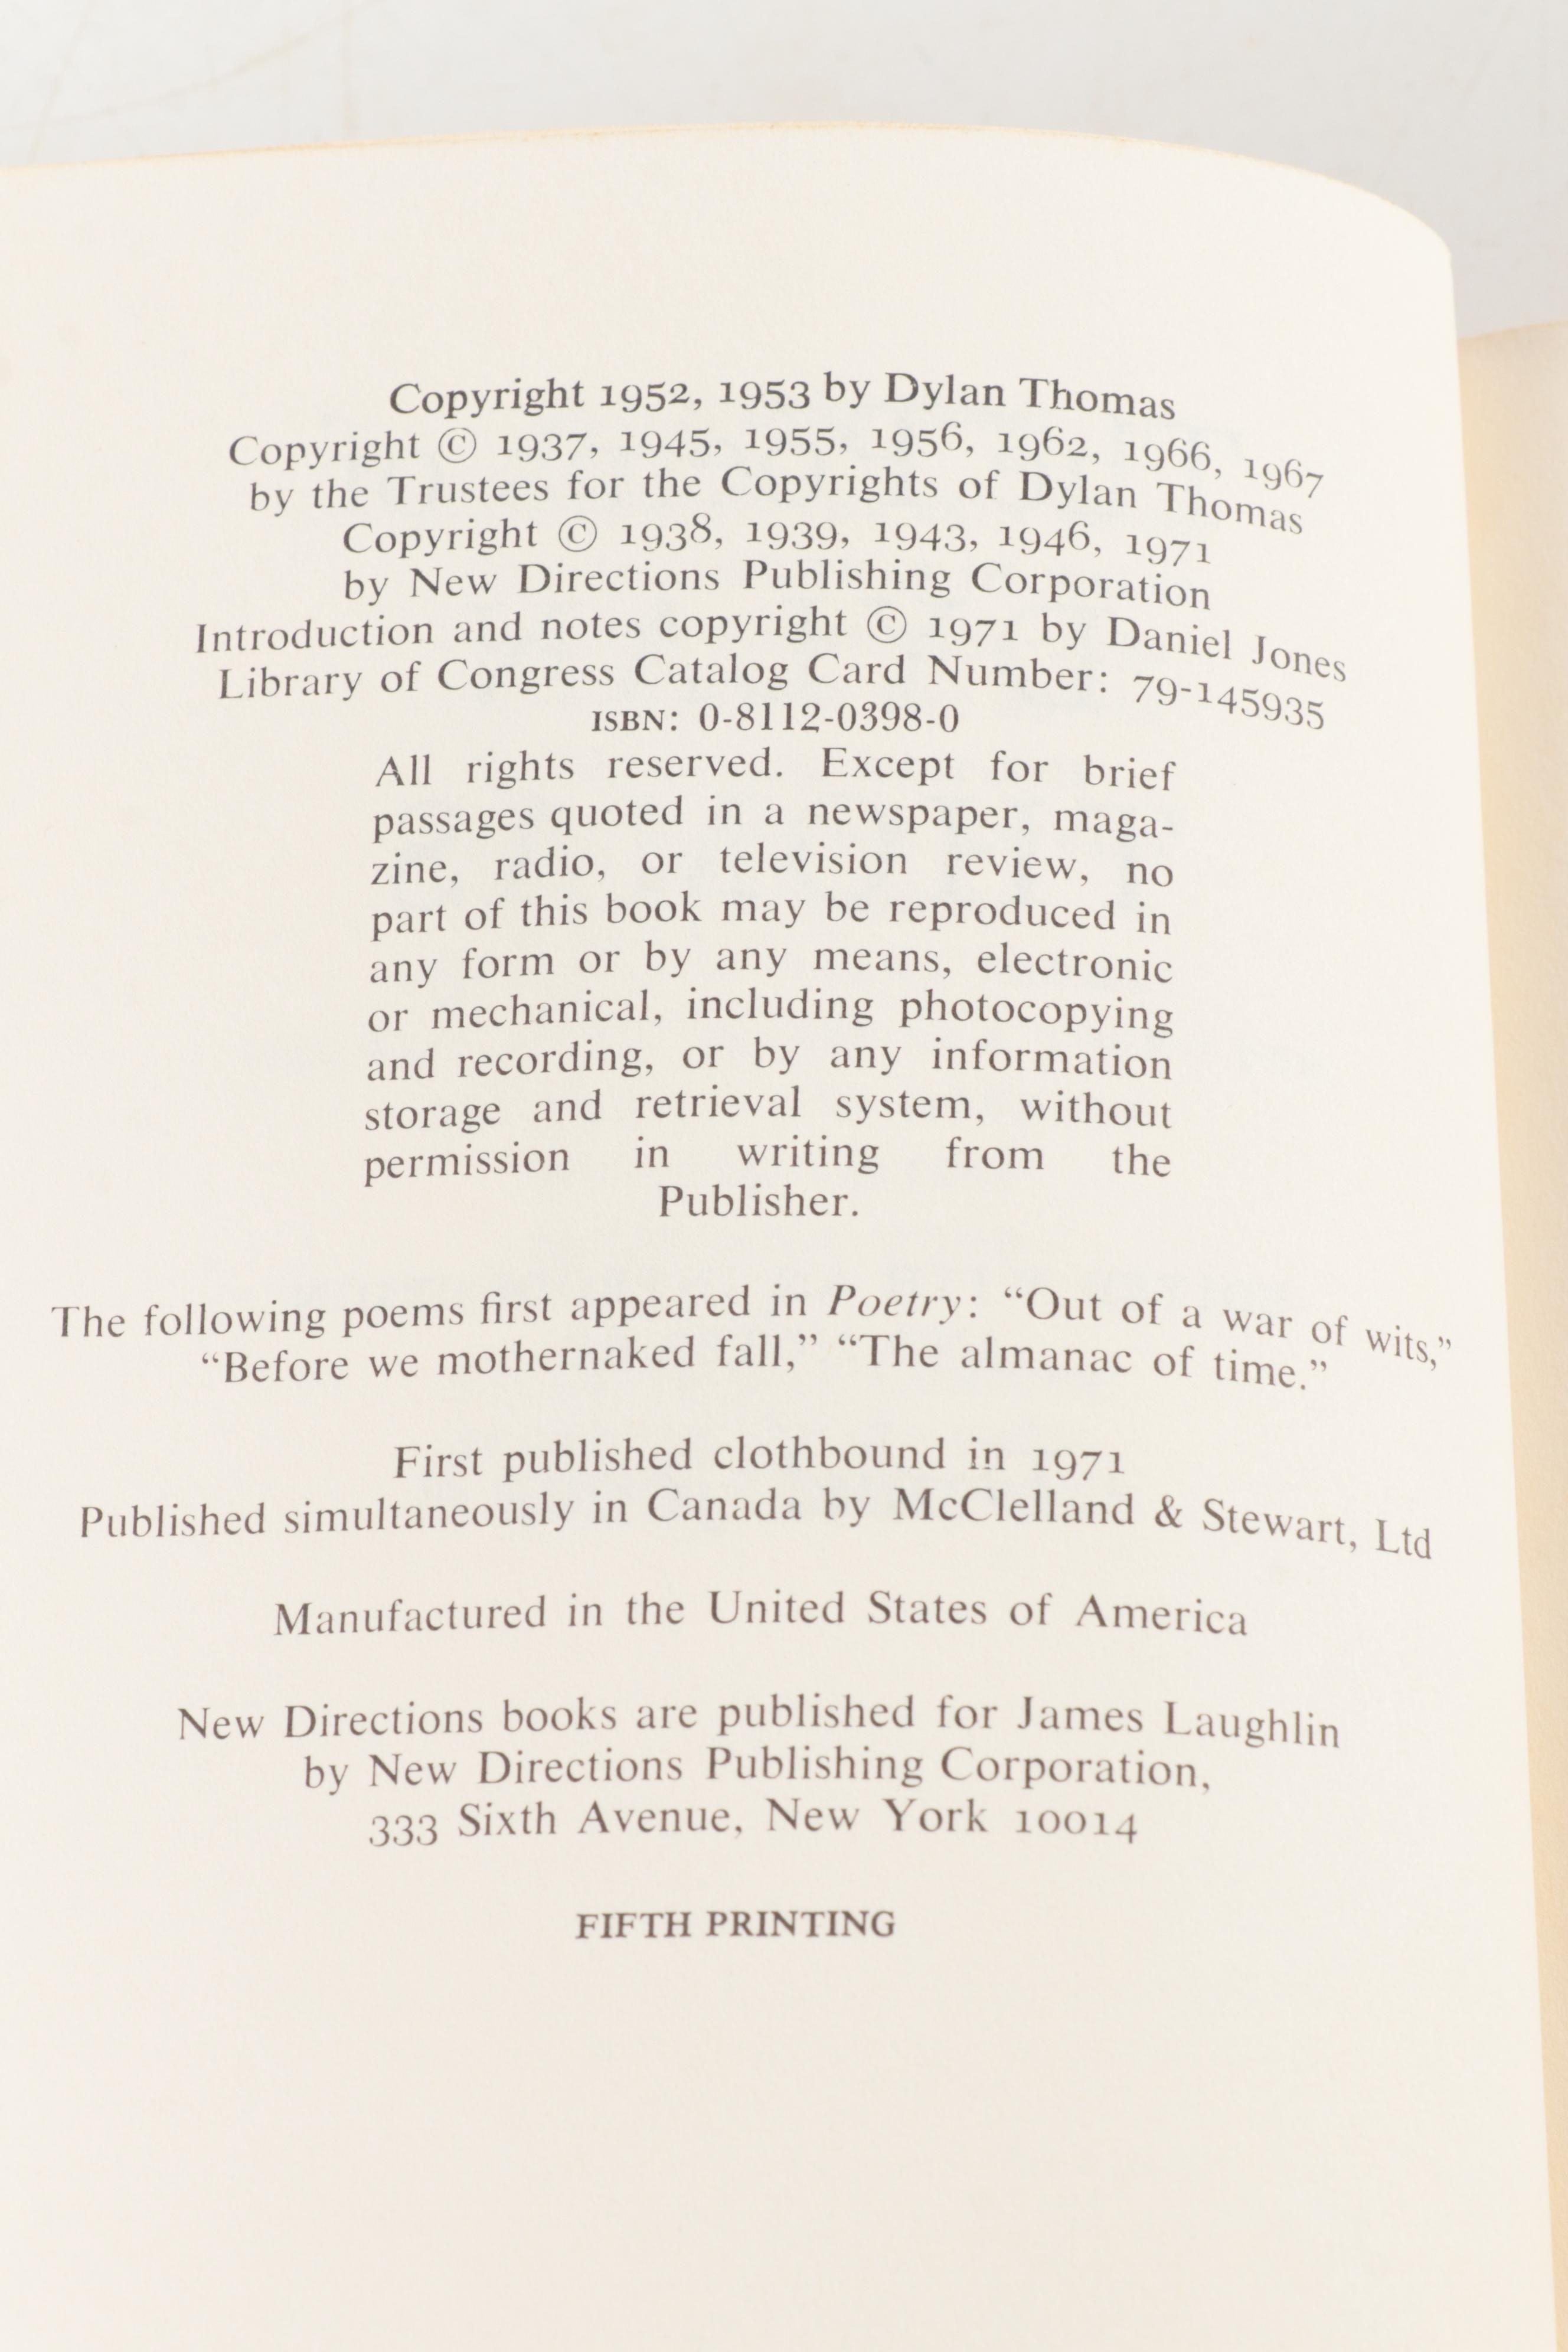 Copyright 1952, 1953 by Dylan Thomas
Copyright © 1937, 1945, 1955, 1956, 1962, 1966, 1967
by the Trustees for the Copyrights of Dylan Thomas
Copyright © 1938, 1939, 1943, 1946, 1971
by New Directions Publishing Corporation
Introduction and notes copyright © 1971 by Daniel Jones
Library of Congress Catalog Card Number: 79-145935
ISBN: 0-8112-0398-0
All rights reserved. Except for brief
passages quoted in a newspaper, maga-
zine, radio, or television review, no
part of this book may be reproduced in
any form or by any means, electronic
or mechanical, including photocopying
and recording, or by any information
storage and retrieval system, without
permission in writing from the
Publisher.
The following poems first appeared in Poetry: “Out of a war of wits,”
“Before we mothernaked fall,” “The almanac of time.”
First published clothbound in 1971
Published simultaneously in Canada by McClelland & Stewart, Ltd
Manufactured in the United States of America
New Directions books are published for James Laughlin
by New Directions Publishing Corporation,
333 Sixth Avenue, New York 10014
FIFTH PRINTING